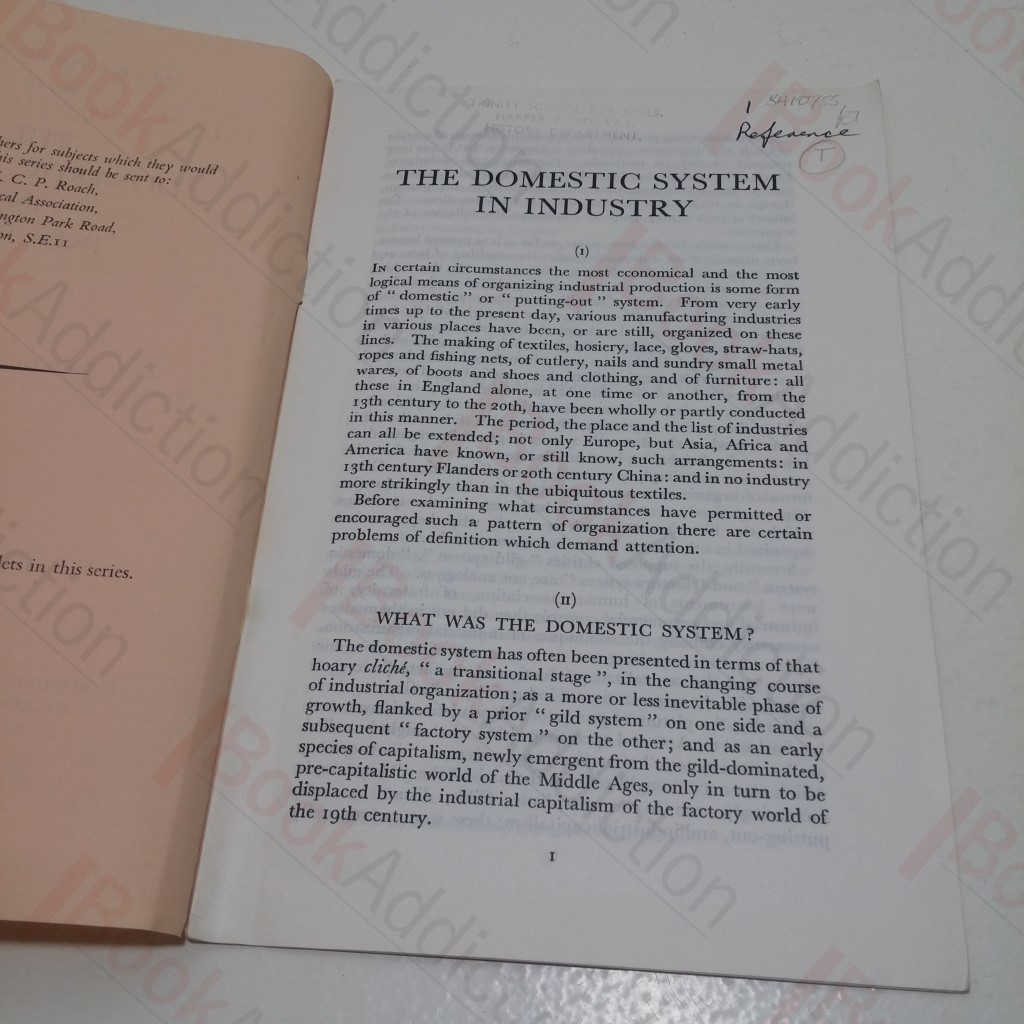 hers for subjects which they would
his series should be sent to:
. C. P. Roach,
cal Association,
ngton Park Road,
on, S.E.11
lets in this series.
HISTORY DEPARTMENT.
1
Reference
T
THE DOMESTIC SYSTEM
IN INDUSTRY
(I)
IN certain circumstances the most economical and the most
logical means of organizing industrial production is some form
of “ domestic ” or “ putting-out ” system. From very early
times up to the present day, various manufacturing industries
in various places have been, or are still, organized on these
lines. The making of textiles, hosiery, lace, gloves, straw-hats,
ropes and fishing nets, of cutlery, nails and sundry small metal
wares, of boots and shoes and clothing, and of furniture: all
these in England alone, at one time or another, from the
13th century to the 20th, have been wholly or partly conducted
in this manner. The period, the place and the list of industries
can all be extended; not only Europe, but Asia, Africa and
America have known, or still know, such arrangements: in
13th century Flanders or 20th century China: and in no industry
more strikingly than in the ubiquitous textiles.
Before examining what circumstances have permitted or
encouraged such a pattern of organization there are certain
problems of definition which demand attention.
(II)
WHAT WAS THE DOMESTIC SYSTEM?
The domestic system has often been presented in terms of that
hoary cliché, “ a transitional stage ”, in the changing course
of industrial organization; as a more or less inevitable phase of
growth, flanked by a prior “ gild system ” on one side and a
subsequent “ factory system ” on the other; and as an early
species of capitalism, newly emergent from the gild-dominated,
pre-capitalistic world of the Middle Ages, only in turn to be
displaced by the industrial capitalism of the factory world of
the 19th century.
1
BookAddiction